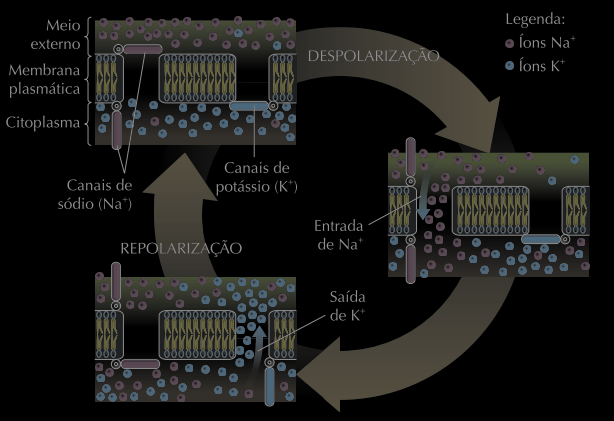 Meio
externo
Membrana
plasmática
Citoplasma
Canais de
sódio (Na⁺)
Canais de
potássio (K⁺)
DESPOLARIZAÇÃO
Legenda:
Íons Na⁺
Íons K⁺
Entrada
de Na⁺
REPOLARIZAÇÃO
Saída
de K⁺